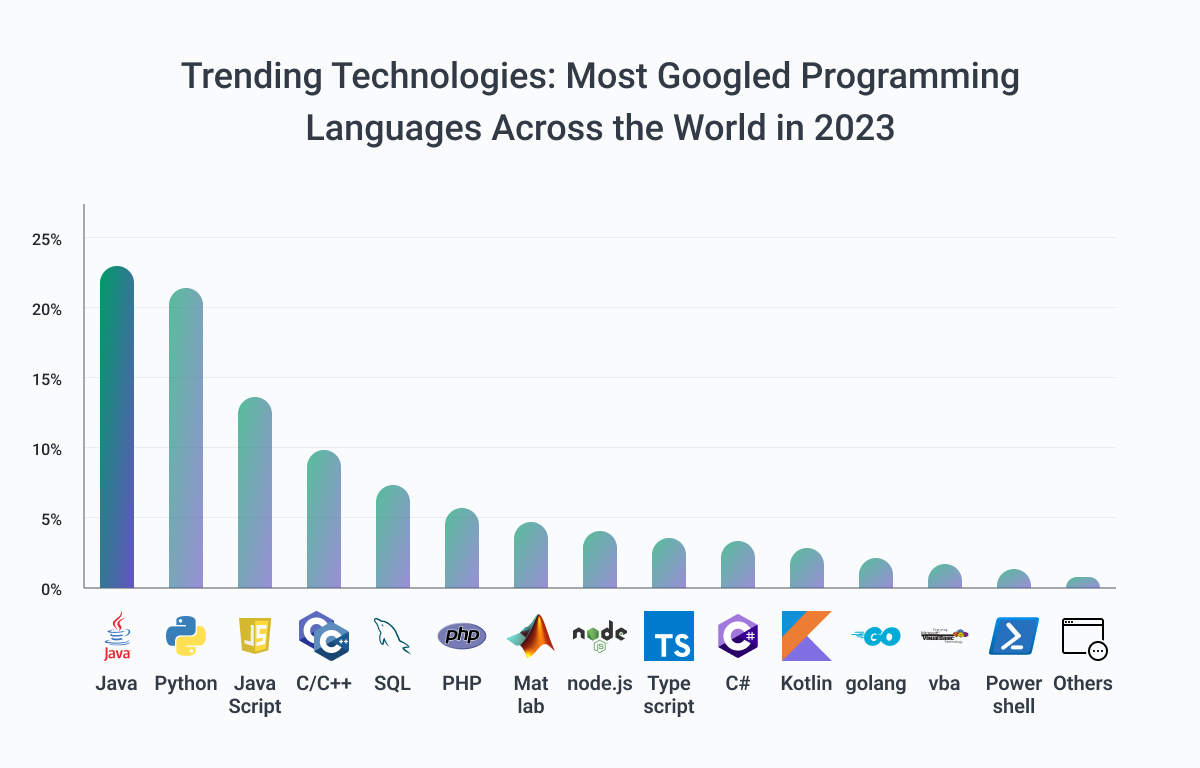 Trending Technologies: Most Googled Programming
Languages Across the World in 2023
25%
20%
15%
10%
5%
0%
Java
JS
C C++
php
node
JS
TS
C#
GO
Java Python Java C/C++ SQL PHP Mat node.js Type C# Kotlin golang vba Power Others
Script lab script shell